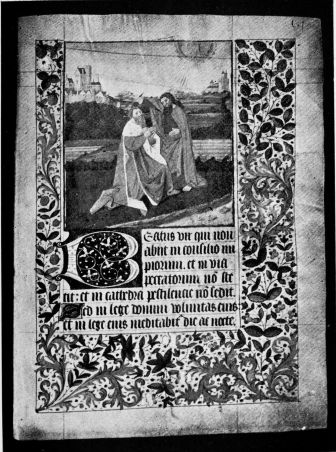 Beatus vir qui non
abiit in consilio im
piorum. et in via
peccatorum nō ste
tit: et in cathedra pestilencie nō sedit.
Sed in lege domini voluntas eius
et in lege eius meditabit̄ die ac nocte.